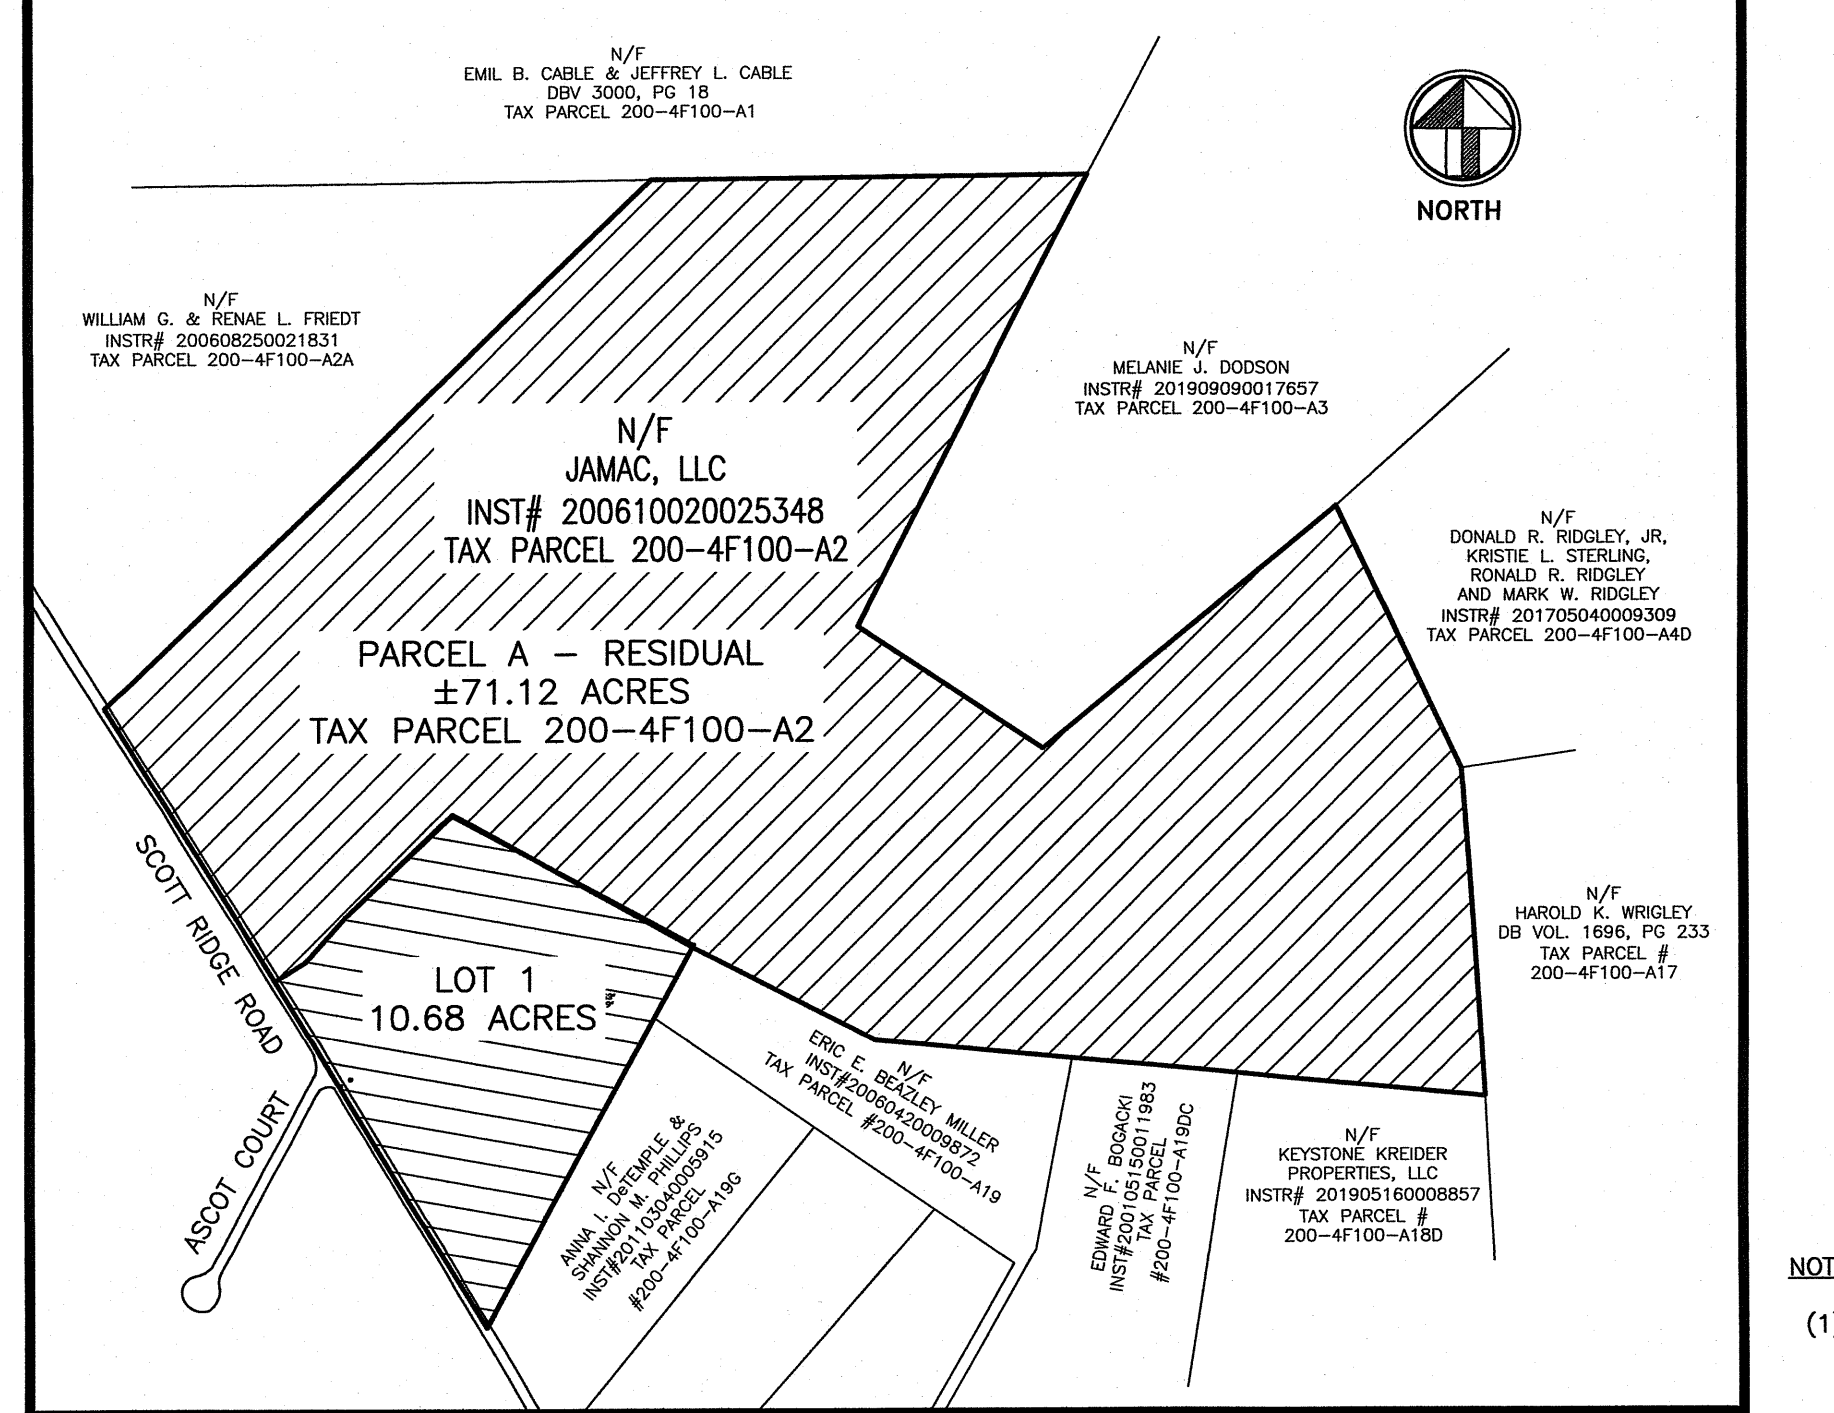 N/F
EMIL B. CABLE & JEFFREY L. CABLE
DBV 3000, PG 18
TAX PARCEL 200-4F100-A1
NORTH
N/F
WILLIAM G. & RENAE L. FRIEDT
INSTR# 200608250021831
TAX PARCEL 200-4F100-A2A
N/F
MELANIE J. DODSON
INSTR# 201909090017657
TAX PARCEL 200-4F100-A3
N/F
JAMAC, LLC
INST# 200610020025348
TAX PARCEL 200-4F100-A2
N/F
DONALD R. RIDGLEY, JR,
KRISTIE L. STERLING,
RONALD R. RIDGLEY
AND MARK W. RIDGLEY
INSTR# 201705040009309
TAX PARCEL 200-4F100-A4D
PARCEL A - RESIDUAL
±71.12 ACRES
TAX PARCEL 200-4F100-A2
SCOTT RIDGE ROAD
N/F
HAROLD K. WRIGLEY
DB VOL. 1696, PG 233
TAX PARCEL #
200-4F100-A17
LOT 1
10.68 ACRES
ASCOT COURT
N/F
ANNA I. DeTEMPLE &
SHANNON M. PHILLIPS
INST#201103040005915
TAX PARCEL
#200-4F100-A19G
N/F
ERIC E. BEAZLEY MILLER
INST#20060420009872
TAX PARCEL #200-4F100-A19
N/F
EDWARD F. BOGACKI
INST#200105150011983
TAX PARCEL
#200-4F100-A19DC
N/F
KEYSTONE KREIDER
PROPERTIES, LLC
INSTR# 201905160008857
TAX PARCEL #
200-4F100-A18D
NOT
(1)